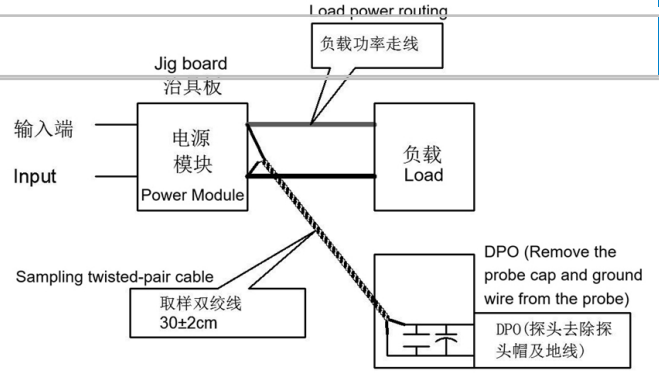 Load power routing
负载功率走线
Jig board
治具板
输入端
电源
模块
负载
Load
Input
Power Module
Sampling twisted-pair cable
取样双绞线
30±2cm
DPO (Remove the
probe cap and ground
wire from the probe)
DPO(探头去除探
头帽及地线)